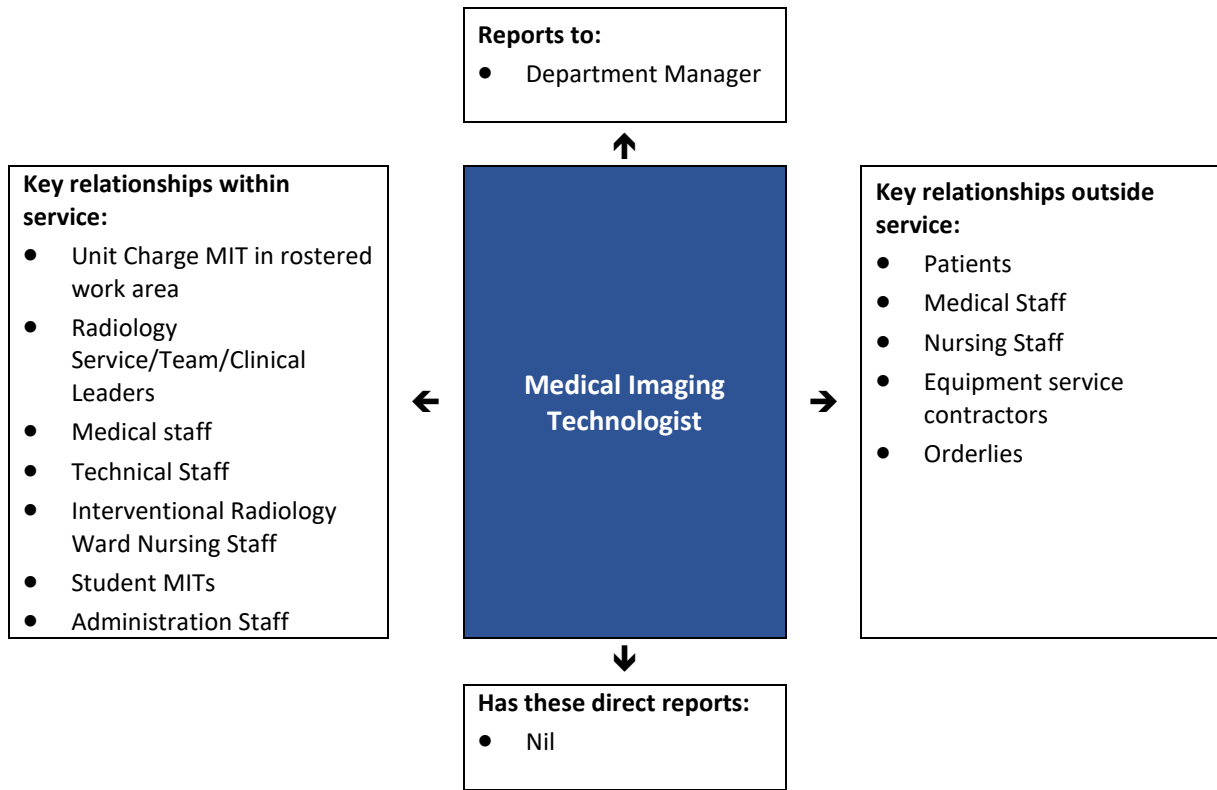 Reports to:
● Department Manager
🡩
Key relationships within
service:
● Unit Charge MIT in rostered
work area
● Radiology
Service/Team/Clinical
Leaders
● Medical staff
● Technical Staff
● Interventional Radiology
Ward Nursing Staff
● Student MITs
● Administration Staff
🡨
Medical Imaging
Technologist
🡪
Key relationships outside
service:
● Patients
● Medical Staff
● Nursing Staff
● Equipment service
contractors
● Orderlies
🡫
Has these direct reports:
● Nil